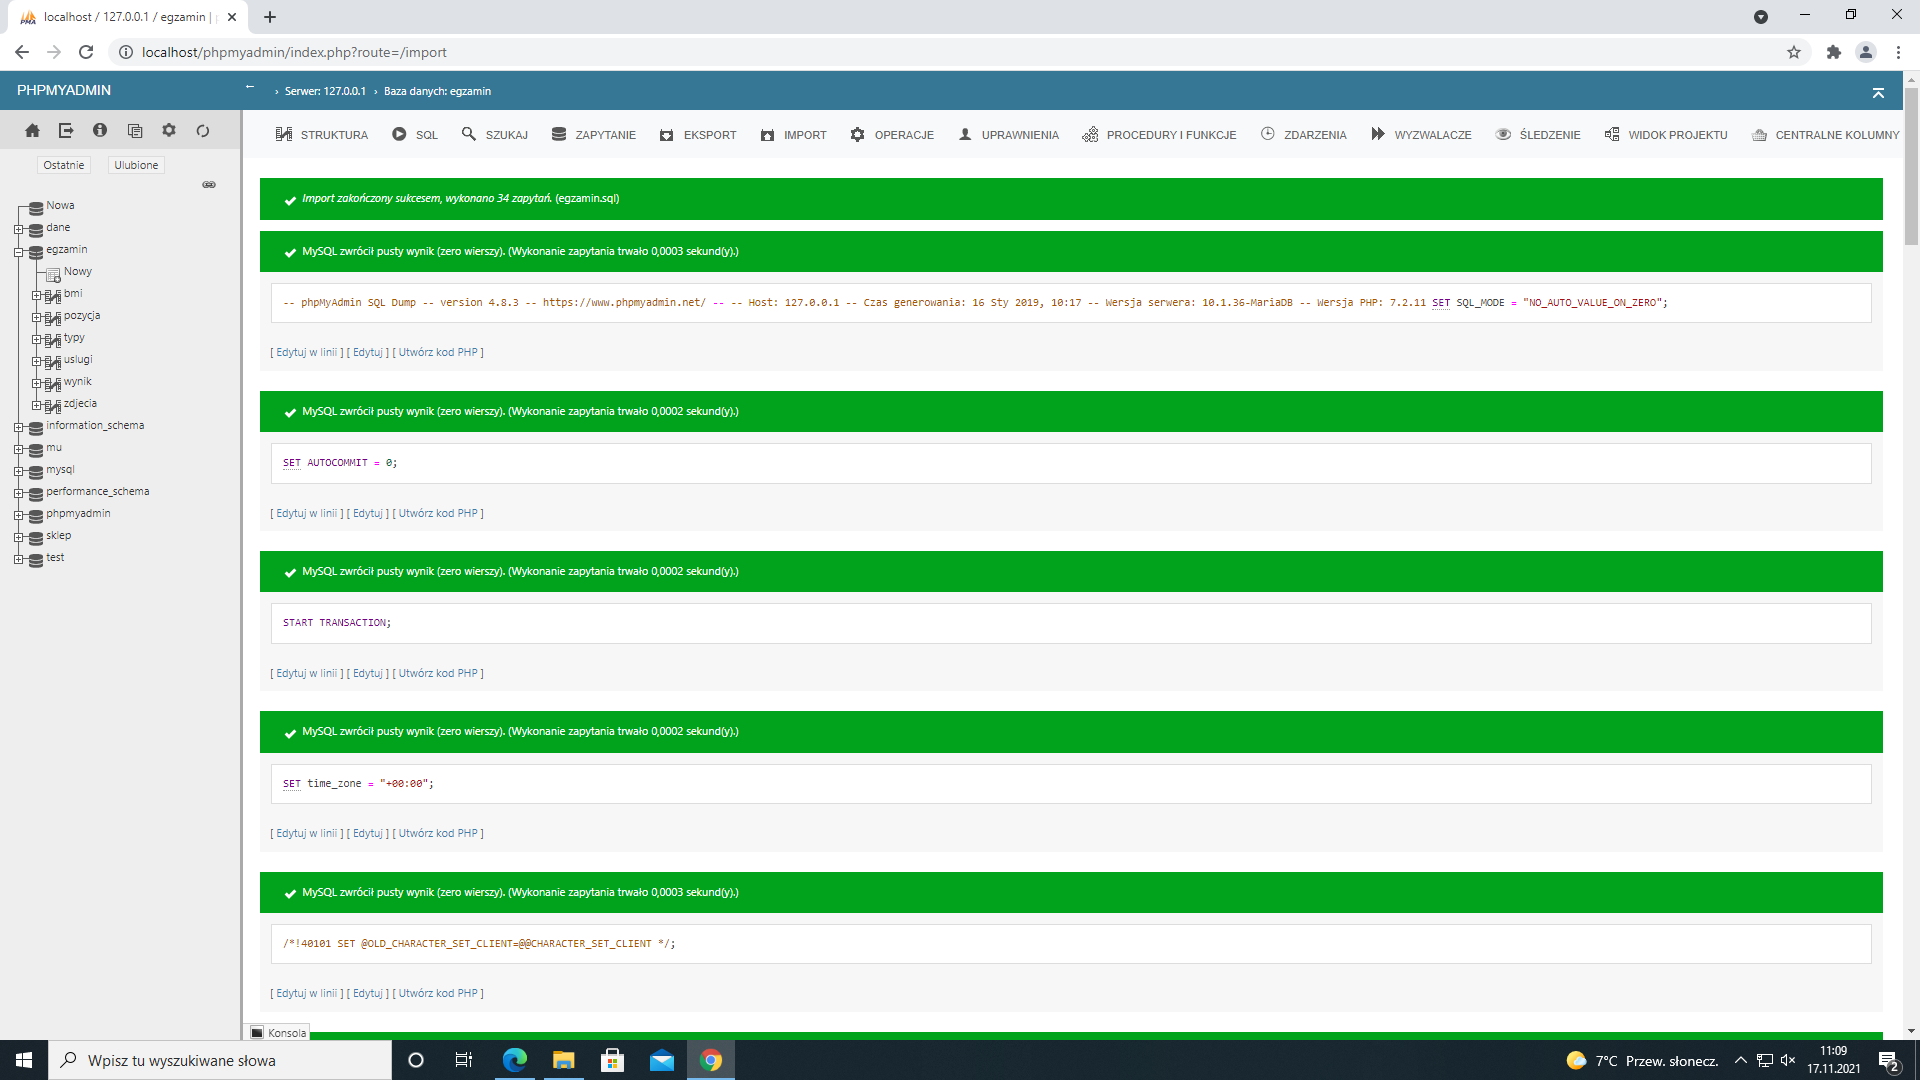 localhost / 127.0.0.1 / egzamin |
localhost/phpmyadmin/index.php?route=/import
PHPMYADMIN
Serwer: 127.0.0.1 › Baza danych: egzamin
STRUKTURA SQL SZUKAJ ZAPYTANIE EKSPORT IMPORT OPERACJE UPRAWNIENIA PROCEDURY I FUNKCJE ZDARZENIA WYZWALACZE ŚLEDZENIE WIDOK PROJEKTU CENTRALNE KOLUMNY
Ostatnie Ulubione
Nowa
dane
egzamin
Nowy
bmi
pozycja
typy
uslugi
wynik
zdjecia
information_schema
mu
mysql
performance_schema
phpmyadmin
sklep
test
Import zakończony sukcesem, wykonano 34 zapytań. (egzamin.sql)
MySQL zwrócił pusty wynik (zero wierszy). (Wykonanie zapytania trwało 0,0003 sekund(y).)
-- phpMyAdmin SQL Dump -- version 4.8.3 -- https://www.phpmyadmin.net/ -- -- Host: 127.0.0.1 -- Czas generowania: 16 Sty 2019, 10:17 -- Wersja serwera: 10.1.36-MariaDB -- Wersja PHP: 7.2.11 SET SQL_MODE = "NO_AUTO_VALUE_ON_ZERO";
[ Edytuj w linii ] [ Edytuj ] [ Utwórz kod PHP ]
MySQL zwrócił pusty wynik (zero wierszy). (Wykonanie zapytania trwało 0,0002 sekund(y).)
SET AUTOCOMMIT = 0;
[ Edytuj w linii ] [ Edytuj ] [ Utwórz kod PHP ]
MySQL zwrócił pusty wynik (zero wierszy). (Wykonanie zapytania trwało 0,0002 sekund(y).)
START TRANSACTION;
[ Edytuj w linii ] [ Edytuj ] [ Utwórz kod PHP ]
MySQL zwrócił pusty wynik (zero wierszy). (Wykonanie zapytania trwało 0,0002 sekund(y).)
SET time_zone = "+00:00";
[ Edytuj w linii ] [ Edytuj ] [ Utwórz kod PHP ]
MySQL zwrócił pusty wynik (zero wierszy). (Wykonanie zapytania trwało 0,0003 sekund(y).)
/*!40101 SET @OLD_CHARACTER_SET_CLIENT=@@CHARACTER_SET_CLIENT */;
[ Edytuj w linii ] [ Edytuj ] [ Utwórz kod PHP ]
Konsola
Wpisz tu wyszukiwane słowa
7°C Przew. słonecz.
11:09
17.11.2021
2